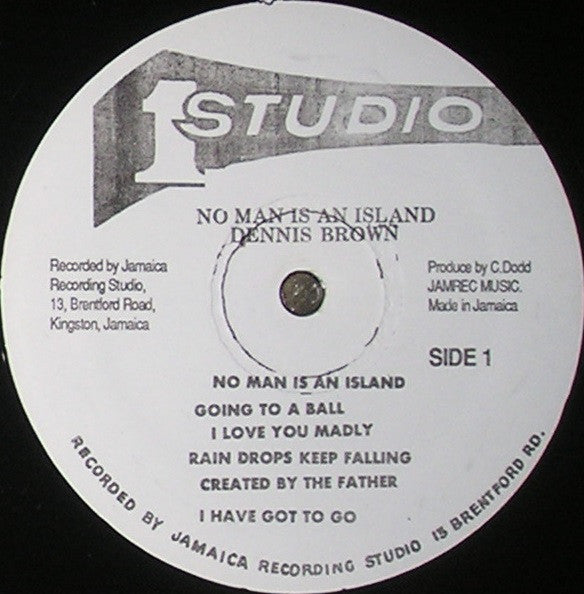 1 STUDIO
NO MAN IS AN ISLAND
DENNIS BROWN
Recorded by Jamaica
Recording Studio,
13, Brentford Road,
Kingston, Jamaica
Produce by C.Dodd
JAMREC MUSIC.
Made in Jamaica
SIDE 1
NO MAN IS AN ISLAND
GOING TO A BALL
I LOVE YOU MADLY
RAIN DROPS KEEP FALLING
CREATED BY THE FATHER
I HAVE GOT TO GO
RECORDED BY JAMAICA RECORDING STUDIO 15 BRENTFORD RD.